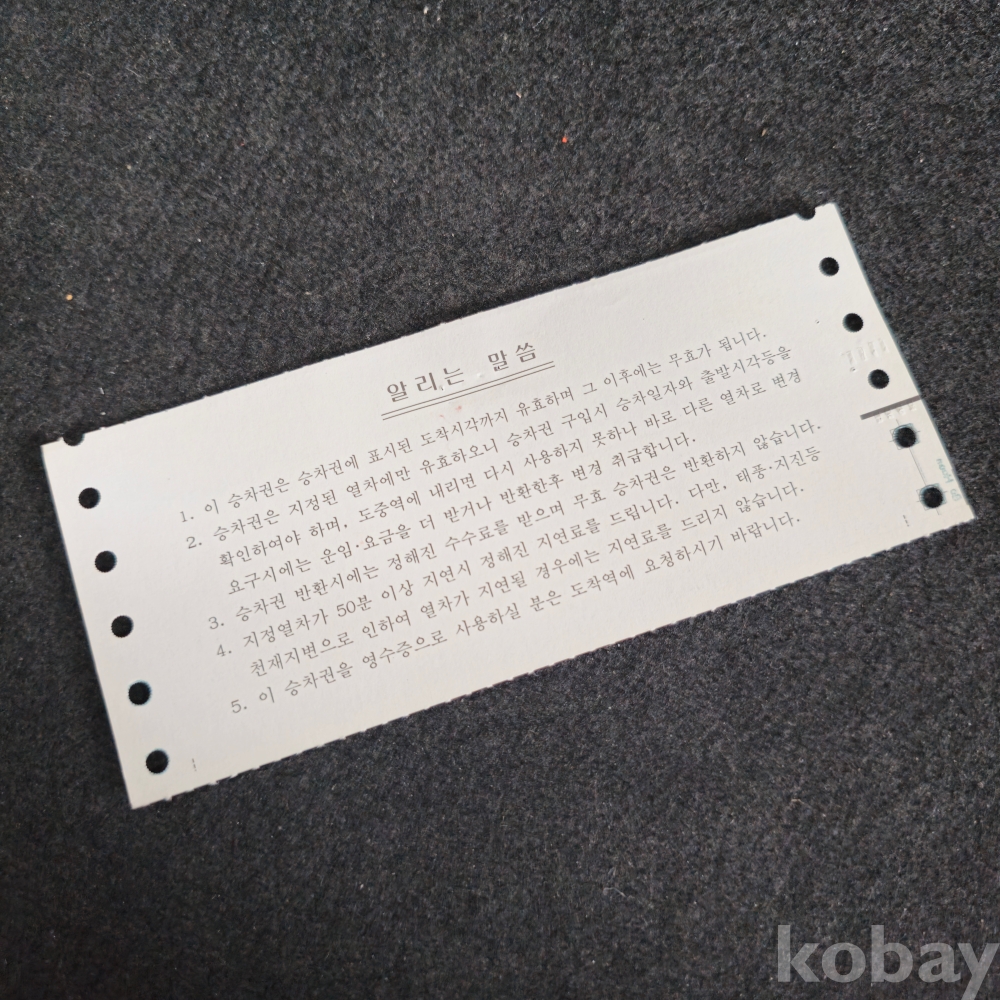 알리는 말씀
1. 이 승차권은 승차권에 표시된 도착시각까지 유효하며 그 이후에는 무효가 됩니다.
2. 승차권은 지정된 열차에만 유효하오니 승차권 구입시 승차일자와 출발시각등을
확인하여야 하며, 도중역에 내리면 다시 사용하지 못하나 바로 다른 열차로 변경
요구시에는 운임·요금을 더 받거나 반환한후 변경 취급합니다.
3. 승차권 반환시에는 정해진 수수료를 받으며 무효 승차권은 반환하지 않습니다.
4. 지정열차가 50분 이상 지연시 정해진 지연료를 드립니다. 다만, 태풍·지진등
천재지변으로 인하여 열차가 지연될 경우에는 지연료를 드리지 않습니다.
5. 이 승차권을 영수증으로 사용하실 분은 도착역에 요청하시기 바랍니다.
kobay